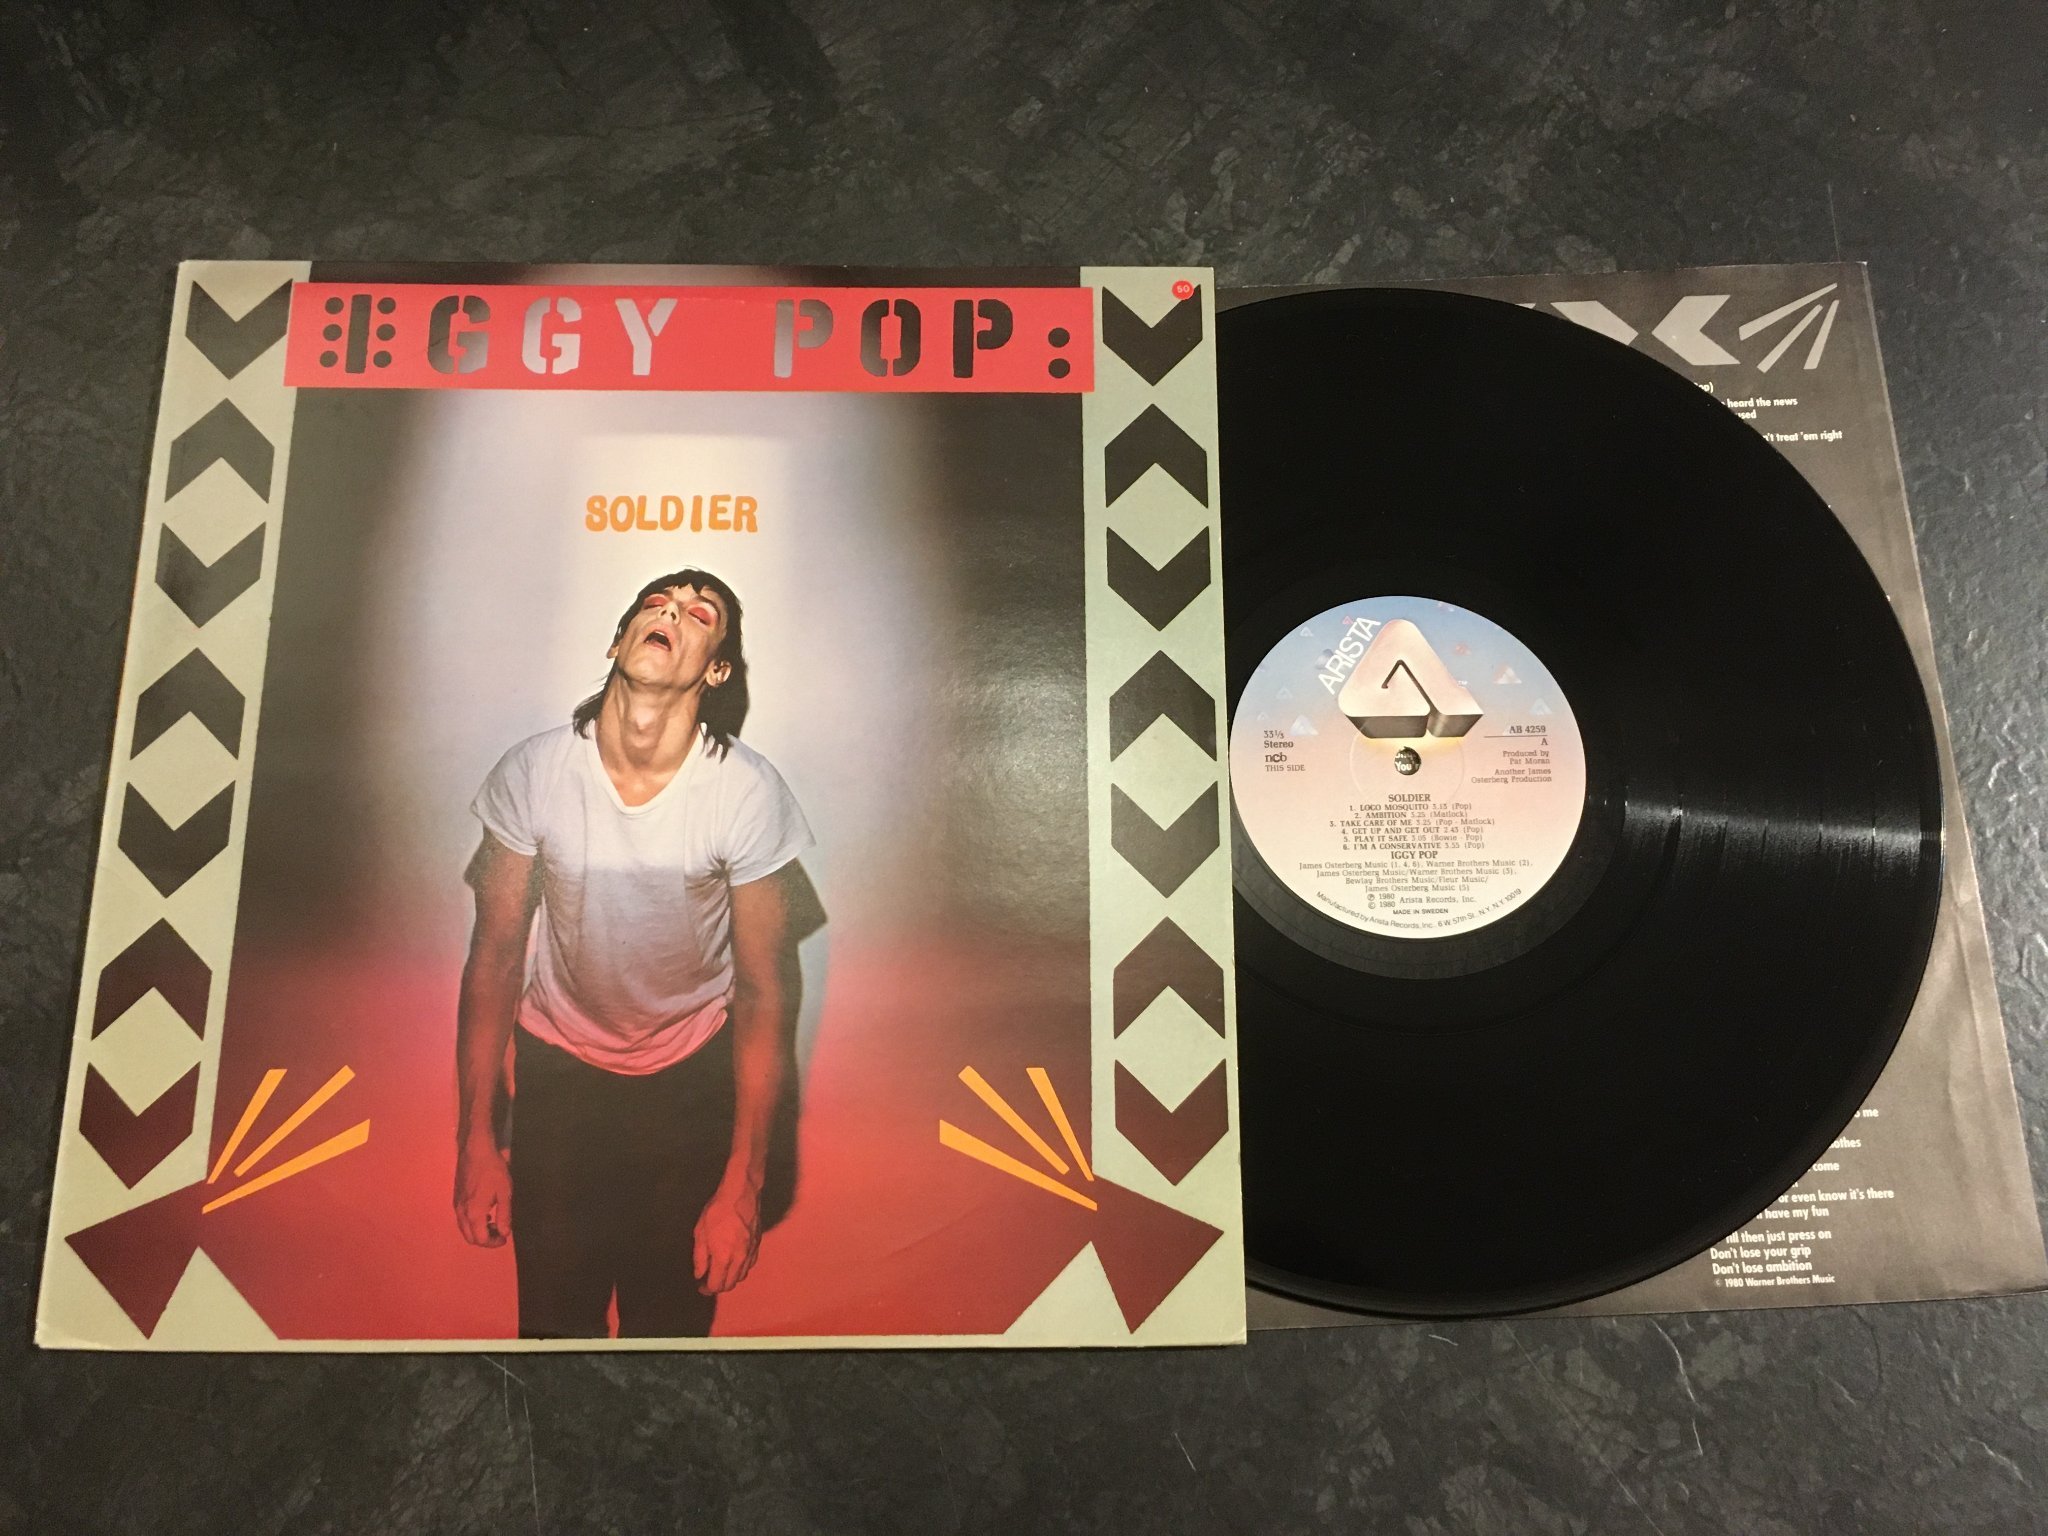 IGGY POP:
50
SOLDIER
heard the news
't treat 'em right
ARISTA
TM
33⅓
Stereo
ncb
THIS SIDE
AB 4259
A
Produced by
Pat Moran
Another James
Osterberg Production
You
SOLDIER
1. LOCO MOSQUITO 3.13 (Pop)
2. AMBITION 3.25 (Matlock)
3. TAKE CARE OF ME 3.25 (Pop - Matlock)
4. GET UP AND GET OUT 2.43 (Pop)
5. PLAY IT SAFE 3.05 (Bowie - Pop)
6. I'M A CONSERVATIVE 3.55 (Pop)
IGGY POP
James Osterberg Music (1, 4, 6), Warner Brothers Music (2),
James Osterberg Music/Warner Brothers Music (3),
Bewlay Brothers Music/Fleur Music/
James Osterberg Music (5)
℗ 1980
© 1980 Arista Records, Inc.
MADE IN SWEDEN
Manufactured by Arista Records, Inc., 6 W. 57th St., N.Y. N.Y. 10019
me
come
or even know it's there
have my fun
then just press on
Don't lose your grip
Don't lose ambition
© 1980 Warner Brothers Music